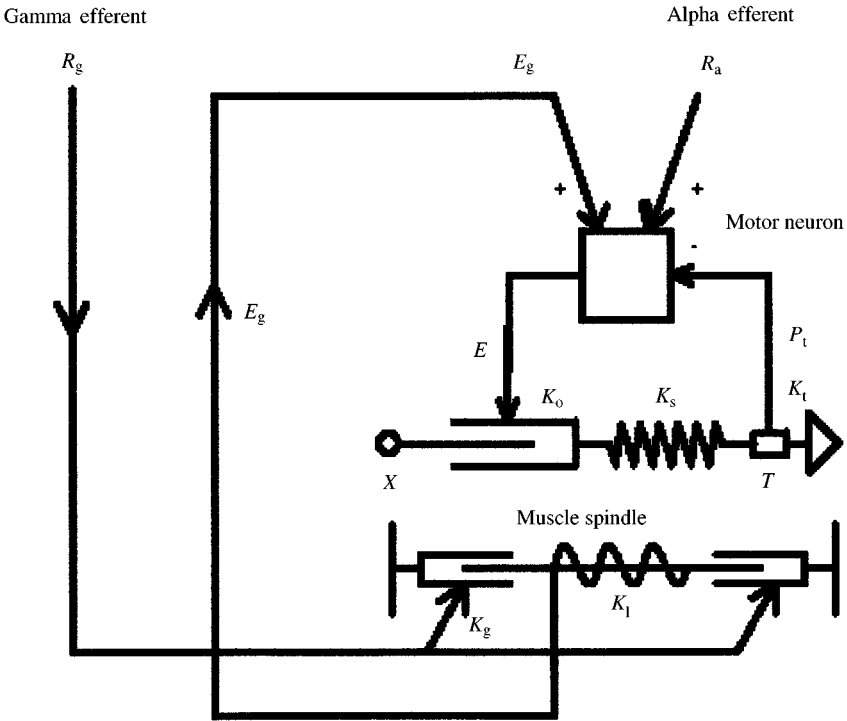 Gamma efferent
Alpha efferent
Rg
Eg
Ra
+
+
Motor neuron
-
Eg
Pt
E
Ko
Ks
Kt
X
T
Muscle spindle
Kl
Kg